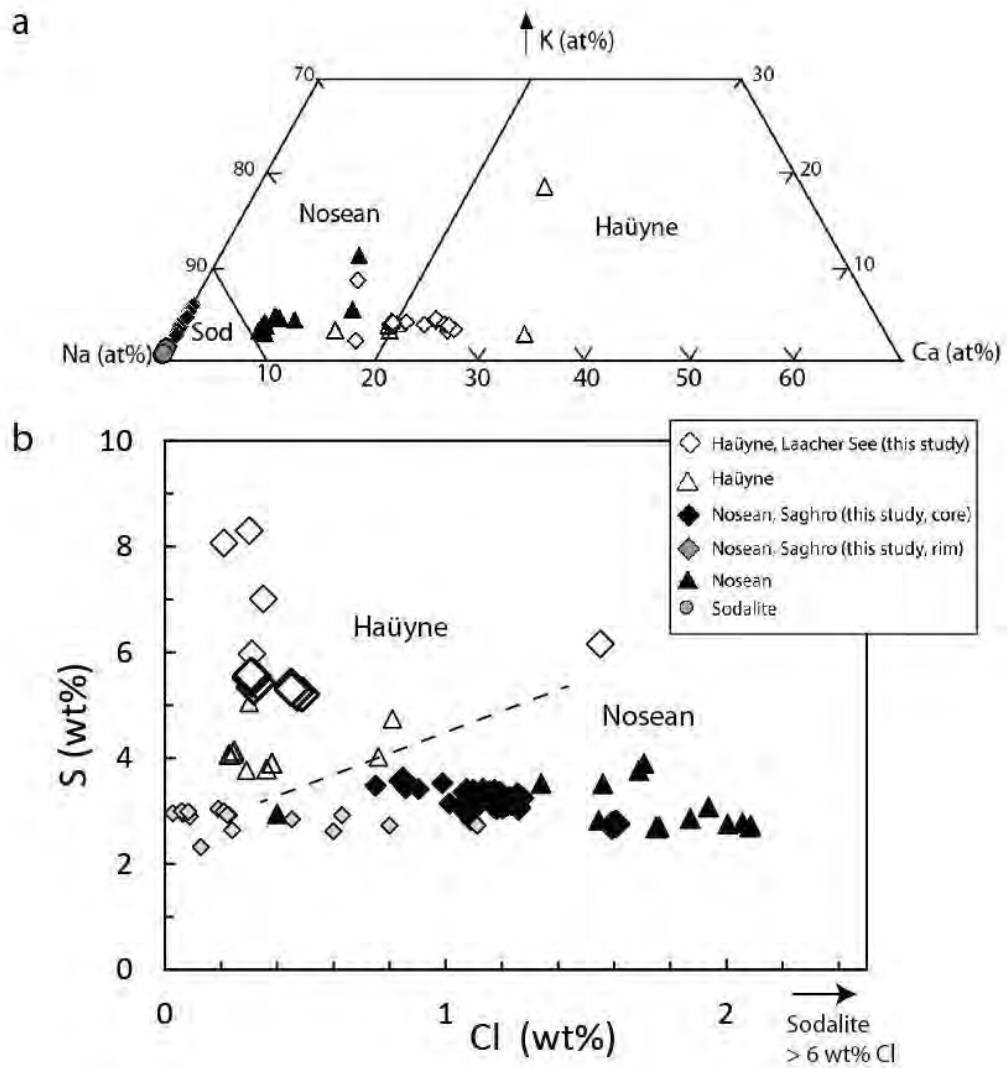 a
K (at%)
70
30
80
20
Nosean
Haüyne
90
10
Sod
Na (at%)
Ca (at%)
10
20
30
40
50
60
b
10
Haüyne, Laacher See (this study)
Haüyne
Nosean, Saghro (this study, core)
Nosean, Saghro (this study, rim)
Nosean
Sodalite
8
Haüyne
6
Nosean
S (wt%)
4
2
0
0
1
2
Cl (wt%)
Sodalite
> 6 wt% Cl